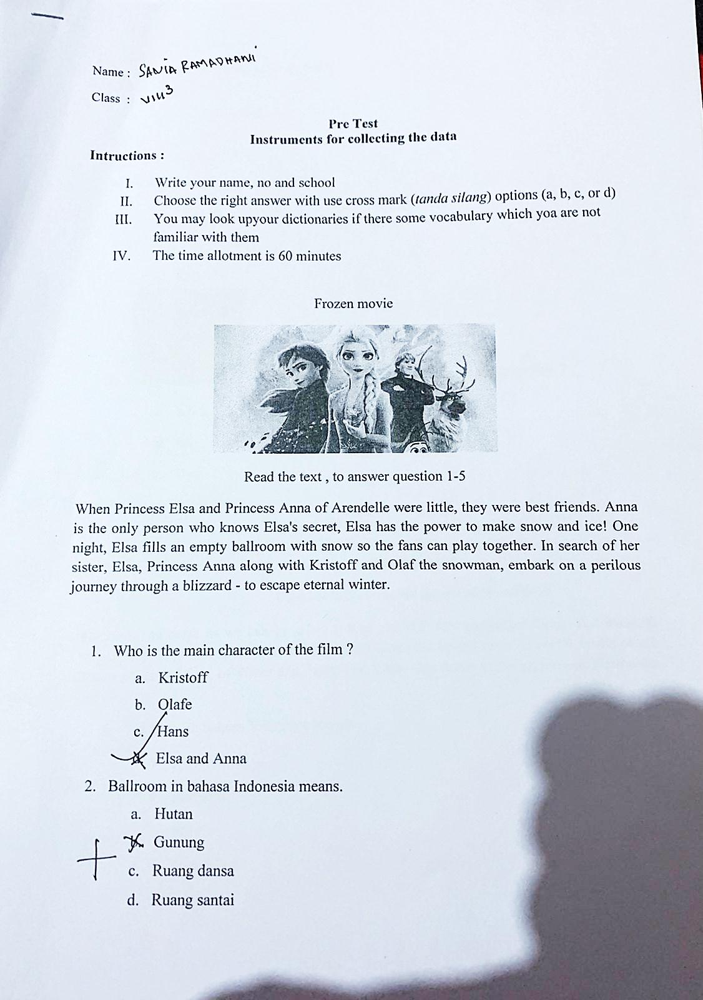 Name : SANIA RAMADHANI
Class : VIII3
Pre Test
Instruments for collecting the data
Intructions :
I. Write your name, no and school
II. Choose the right answer with use cross mark (tanda silang) options (a, b, c, or d)
III. You may look upyour dictionaries if there some vocabulary which yoa are not
familiar with them
IV. The time allotment is 60 minutes
Frozen movie
Read the text , to answer question 1-5
When Princess Elsa and Princess Anna of Arendelle were little, they were best friends. Anna
is the only person who knows Elsa's secret, Elsa has the power to make snow and ice! One
night, Elsa fills an empty ballroom with snow so the fans can play together. In search of her
sister, Elsa, Princess Anna along with Kristoff and Olaf the snowman, embark on a perilous
journey through a blizzard - to escape eternal winter.
1. Who is the main character of the film ?
a. Kristoff
b. Olafe
c. Hans
d. Elsa and Anna
2. Ballroom in bahasa Indonesia means.
a. Hutan
b. Gunung
c. Ruang dansa
d. Ruang santai